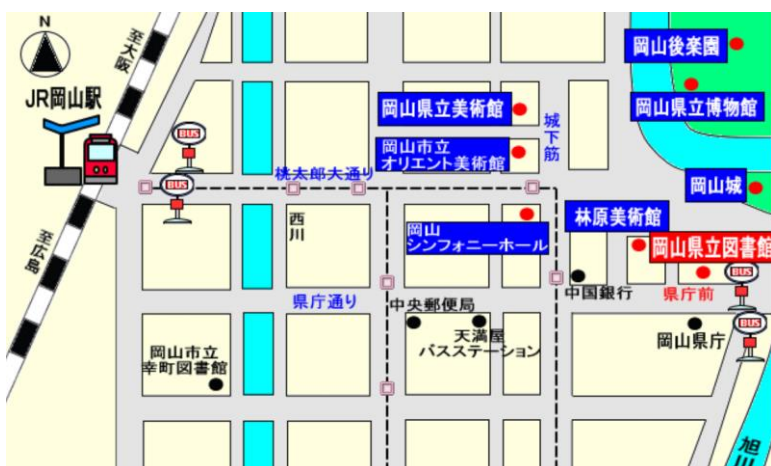 N
至大阪
JR岡山駅
岡山後楽園
岡山県立博物館
岡山県立美術館
城下筋
岡山市立
オリエント美術館
BUS
BUS
桃太郎大通り
岡山城
至広島
西川
岡山
シンフォニーホール
林原美術館
岡山県立図書館
BUS
県庁通り
中央郵便局
中国銀行
県庁前
天満屋
バスステーション
岡山県庁
BUS
岡山市立
幸町図書館
旭川